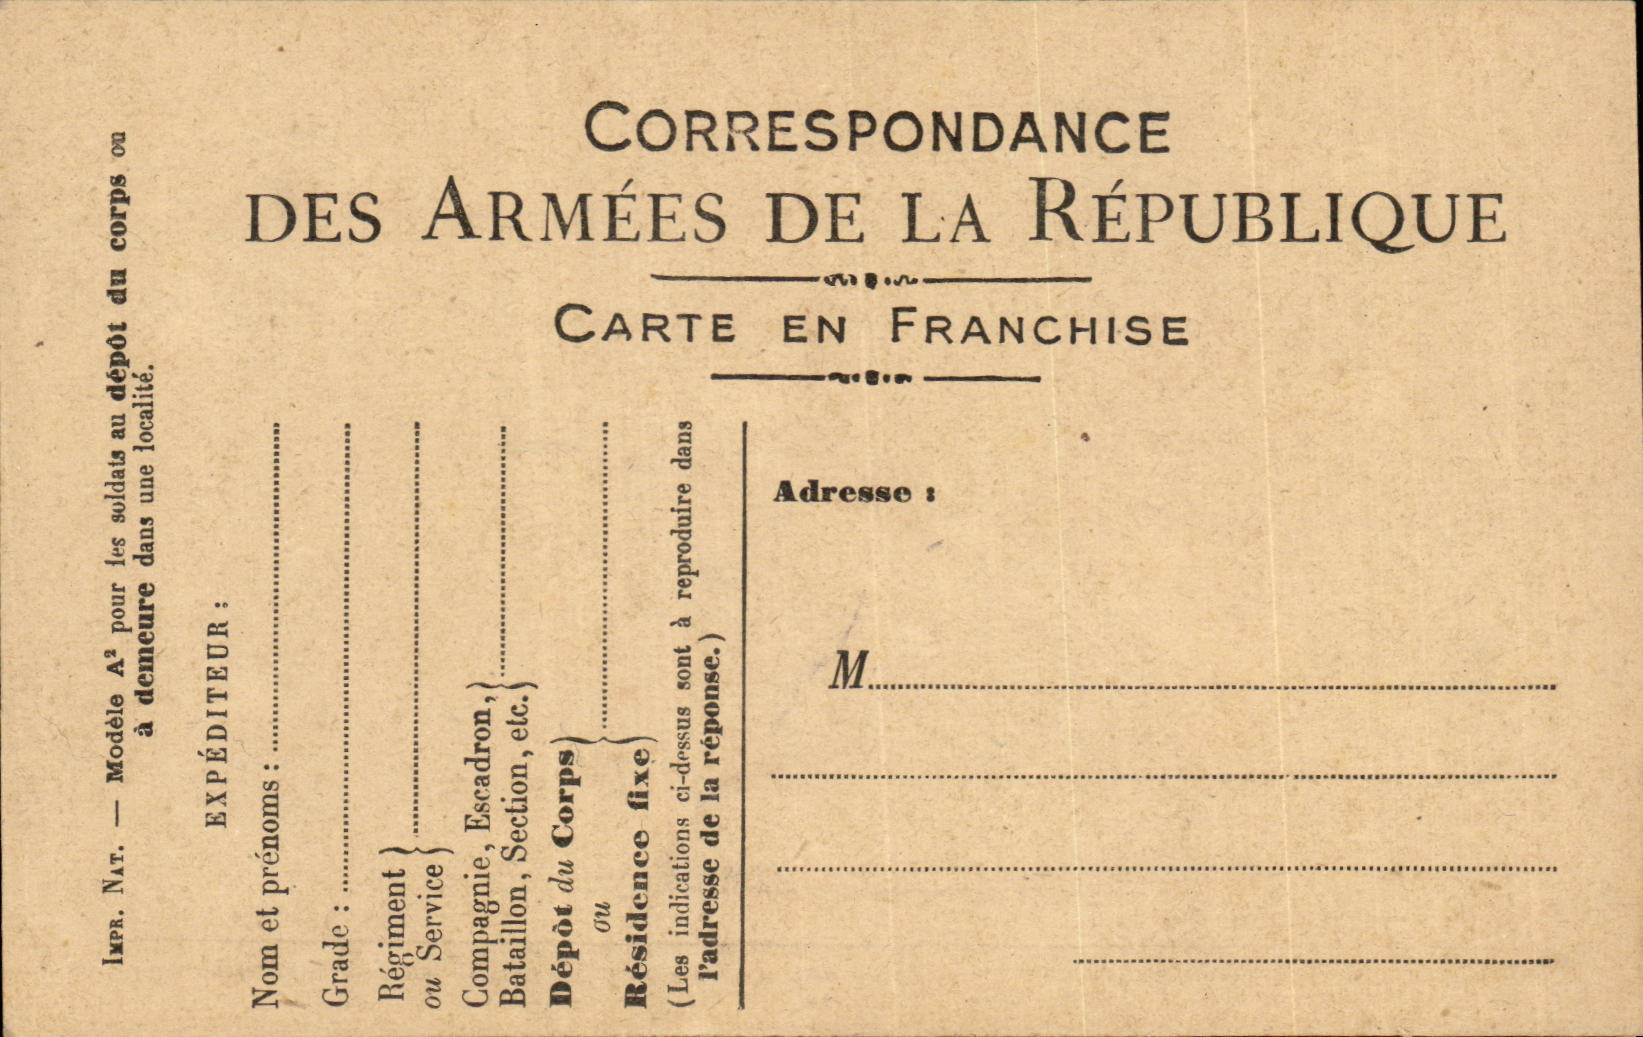 CORRESPONDANCE
DES ARMÉES DE LA RÉPUBLIQUE
CARTE EN FRANCHISE
IMPR. NAT. — Modèle A² pour les soldats au dépôt du corps ou
à demeure dans une localité.
EXPÉDITEUR :
Nom et prénoms :
Grade :
Régiment
ou Service
Compagnie, Escadron,
Bataillon, Section, etc.
Dépôt du Corps
ou
Résidence fixe
(Les indications ci-dessus sont à reproduire dans
l'adresse de la réponse.)
Adresse :
M